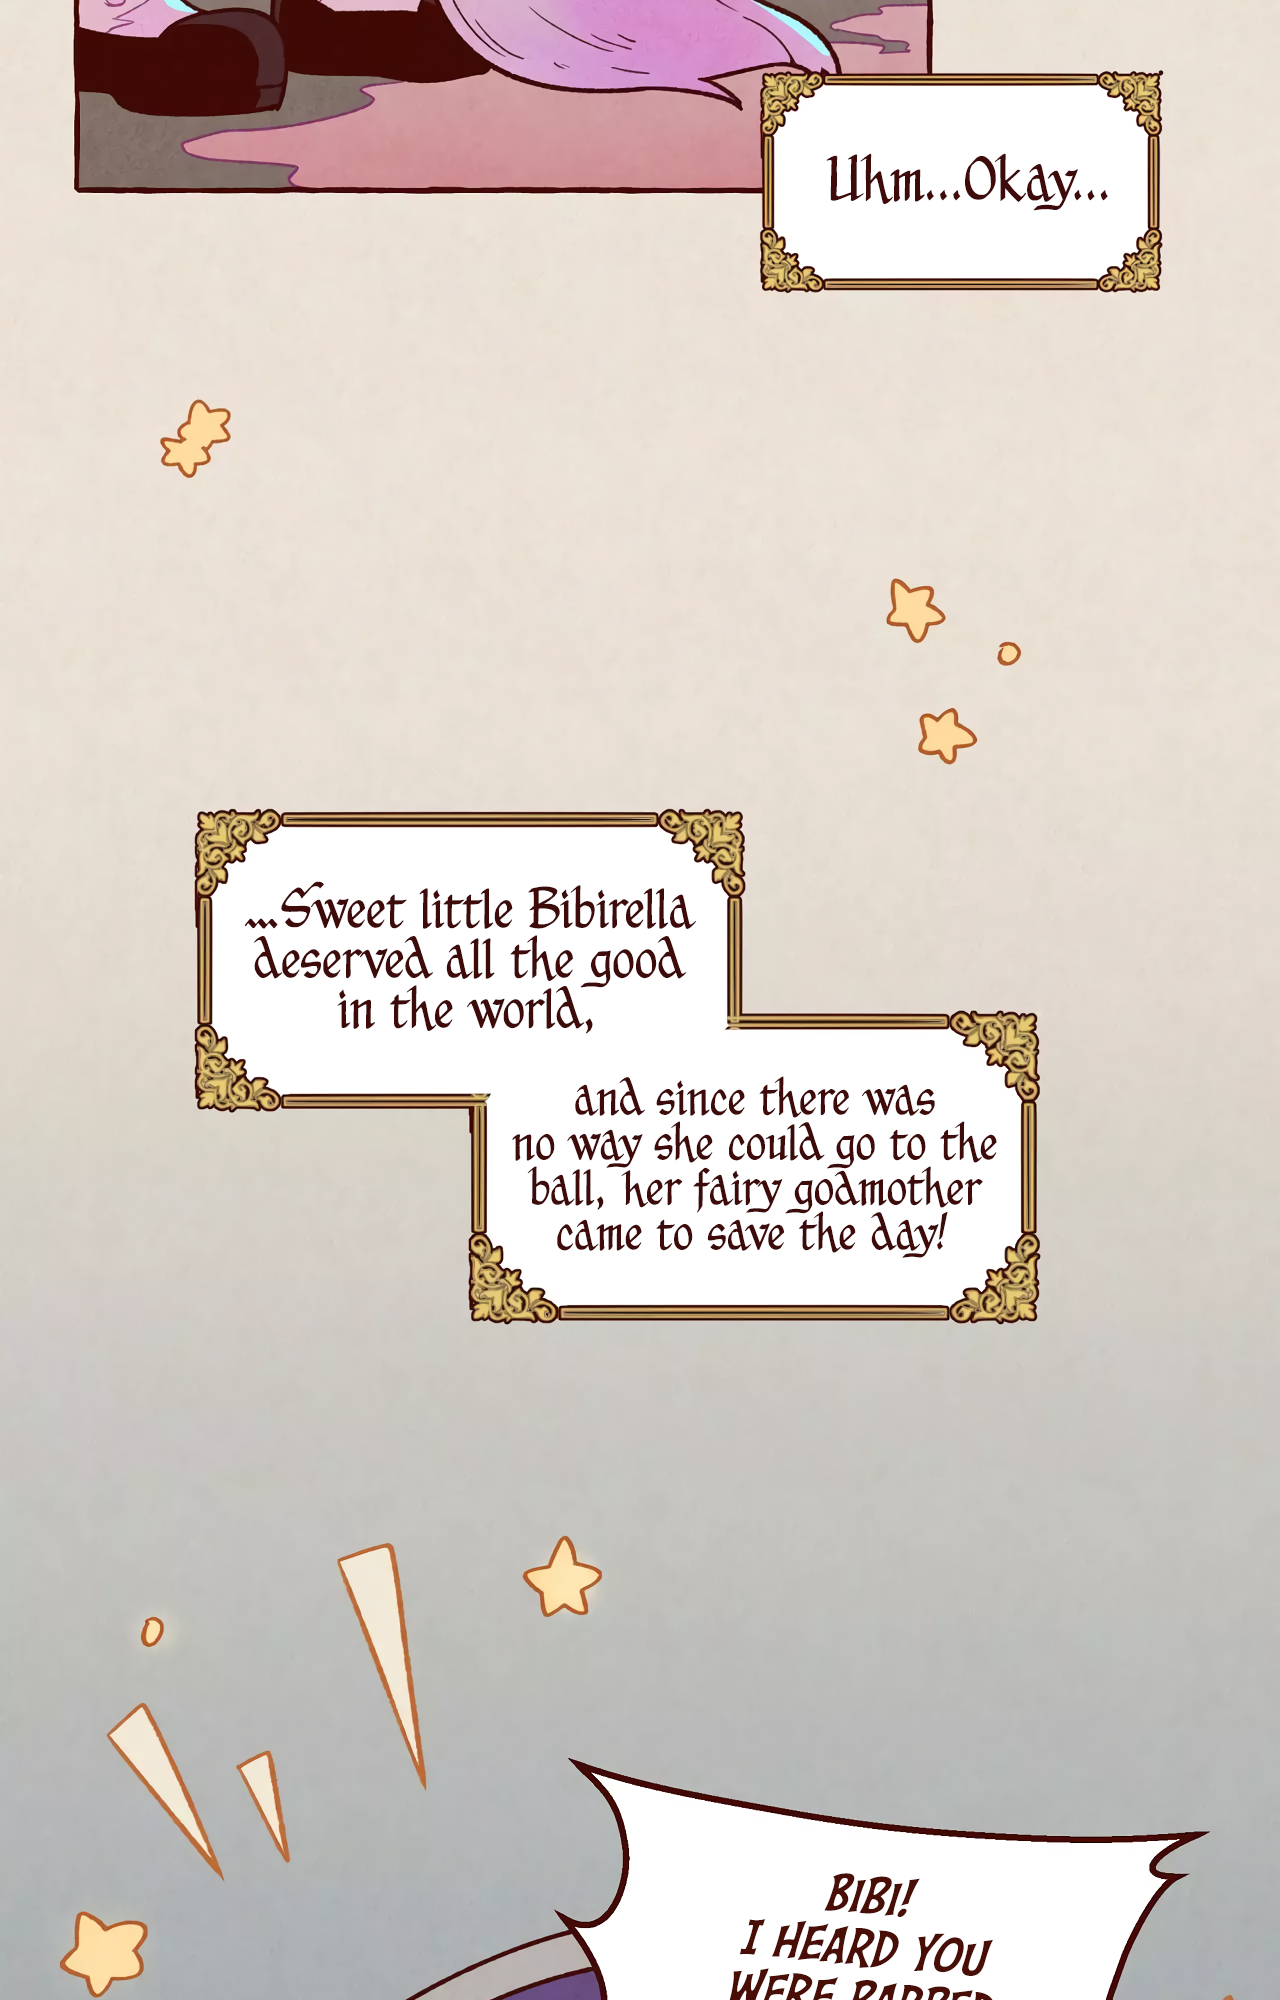 Uhm...Okay...
...Sweet little Bibirella
deserved all the good
in the world,
and since there was
no way she could go to the
ball, her fairy godmother
came to save the day!
BIBI!
I HEARD YOU
WERE